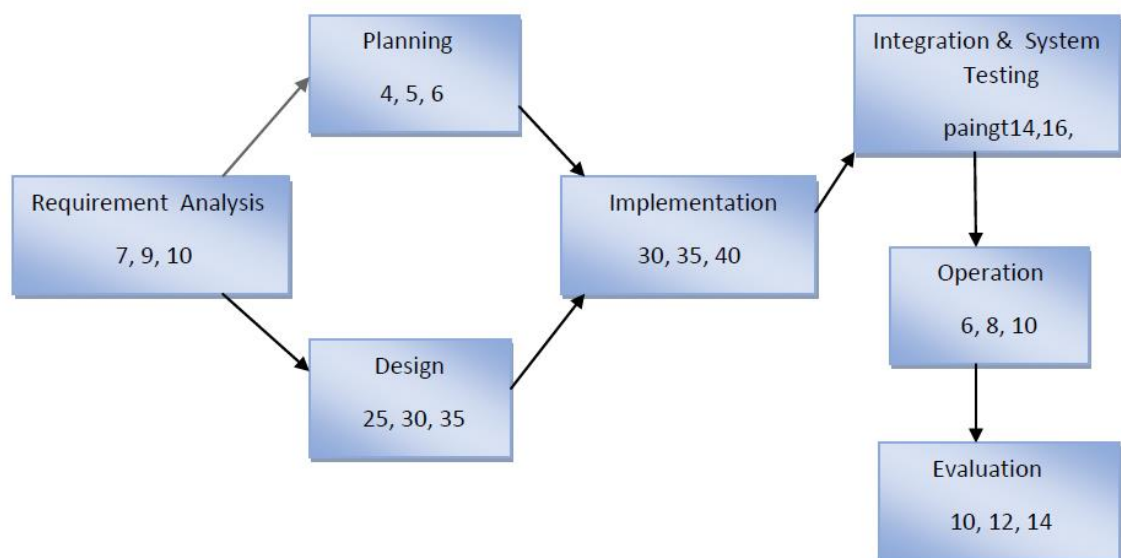 Planning
4, 5, 6
Integration & System
Testing
paingt14,16,
Requirement Analysis
7, 9, 10
Implementation
30, 35, 40
Operation
6, 8, 10
Design
25, 30, 35
Evaluation
10, 12, 14